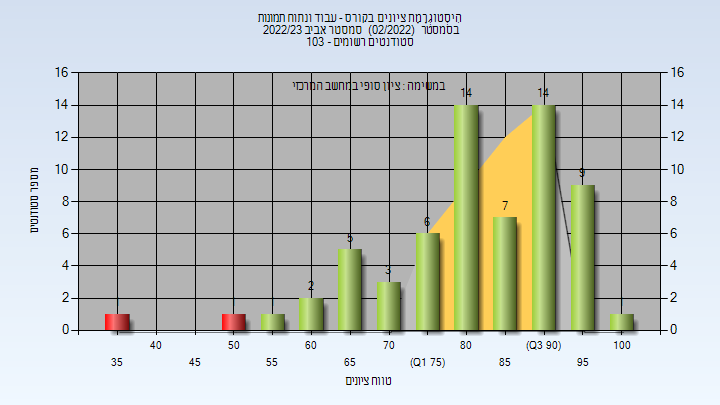 היסטוגרמת ציונים בקורס - עבוד ונתוח תמונות
בסמסטר (02/2022) סמסטר אביב 2022/23
סטודנטים רשומים - 103
במשימה : ציון סופי במחשב המרכזי
16 16
14 14
12 12
10 10
8 8
6 6
4 4
2 2
0 0
2 5 3 6 14 7 14 9
מספר סטודנטים
40 50 60 70 80 (Q3 90) 100
35 45 55 65 (Q1 75) 85 95
טווח ציונים